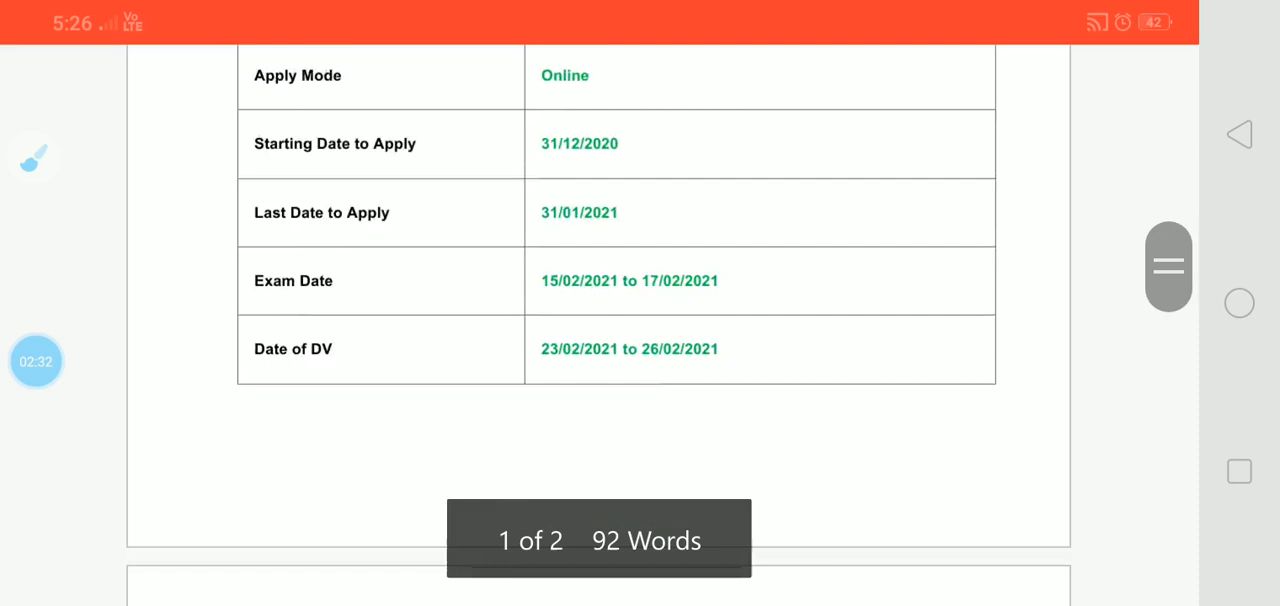 5:26 Vo LTE 42
Apply Mode Online
Starting Date to Apply 31/12/2020
Last Date to Apply 31/01/2021
Exam Date 15/02/2021 to 17/02/2021
02:32
Date of DV 23/02/2021 to 26/02/2021
1 of 2 92 Words